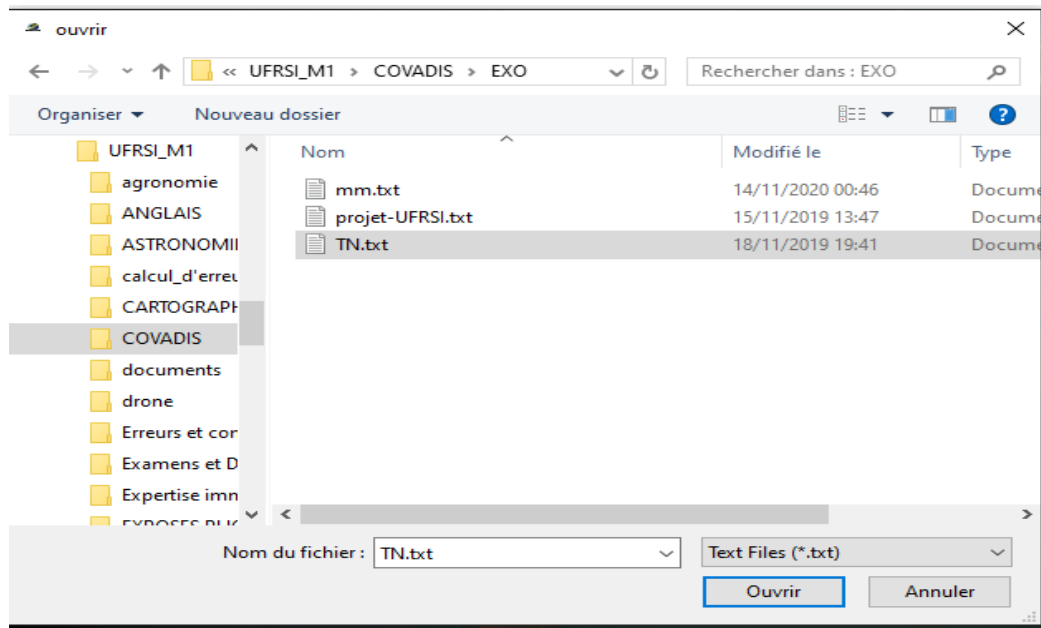 ouvrir
« UFRSI_M1 > COVADIS > EXO
Rechercher dans : EXO
Organiser
Nouveau dossier
UFRSI_M1
agronomie
ANGLAIS
ASTRONOMI
calcul_d'erreu
CARTOGRAPH
COVADIS
documents
drone
Erreurs et cor
Examens et D
Expertise imn
Nom Modifié le Type
mm.txt 14/11/2020 00:46 Docume
projet-UFRSI.txt 15/11/2019 13:47 Docume
TN.txt 18/11/2019 19:41 Docume
Nom du fichier : TN.txt
Text Files (*.txt)
Ouvrir
Annuler